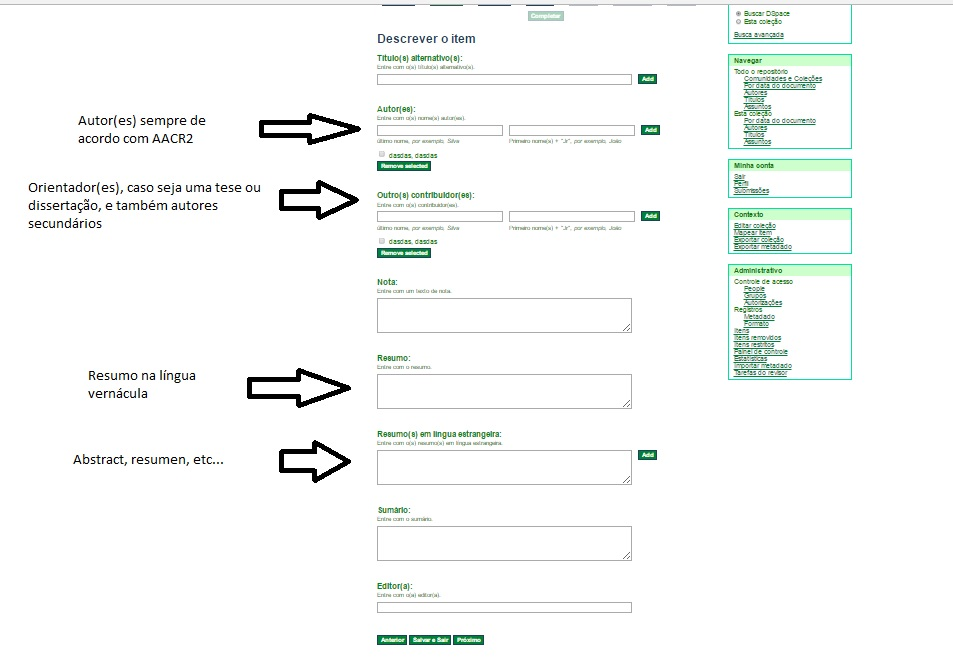 Completar
Descrever o item
Título(s) alternativo(s):
Entre com o(s) título(s) alternativo(s).
Add
Autor(es):
Entre com o(s) nome(s) autor(es).
Add
último nome, por exemplo, Silva
Primeiro nome(s) + "Jr", por exemplo, João
dasdas, dasdas
Remove selected
Outro(s) contribuidor(es):
Entre com o(s) contribuidor(es).
Add
último nome, por exemplo, Silva
Primeiro nome(s) + "Jr", por exemplo, João
dasdas, dasdas
Remove selected
Nota:
Entre com um texto de nota.
Resumo:
Entre com o resumo.
Resumo(s) em língua estrangeira:
Entre com o(s) resumo(s) em língua estrangeira.
Add
Sumário:
Entre com o sumário.
Editor(a):
Entre com o(a) editor(a).
Anterior
Salvar e Sair
Próximo
Autor(es) sempre de
acordo com AACR2
Orientador(es), caso seja uma tese ou
dissertação, e também autores
secundários
Resumo na língua
vernácula
Abstract, resumen, etc...
Buscar DSpace
Esta coleção
Busca avançada
Navegar
Todo o repositório
Comunidades e Coleções
Por data do documento
Autores
Títulos
Assuntos
Esta coleção
Por data do documento
Autores
Títulos
Assuntos
Minha conta
Sair
Perfil
Submissões
Contexto
Editar coleção
Mapear item
Exportar coleção
Exportar metadado
Administrativo
Controle de acesso
People
Grupos
Autorizações
Registros
Metadado
Formato
Itens
Itens removidos
Itens restritos
Painel de controle
Estatísticas
Importar metadado
Tarefas do revisor